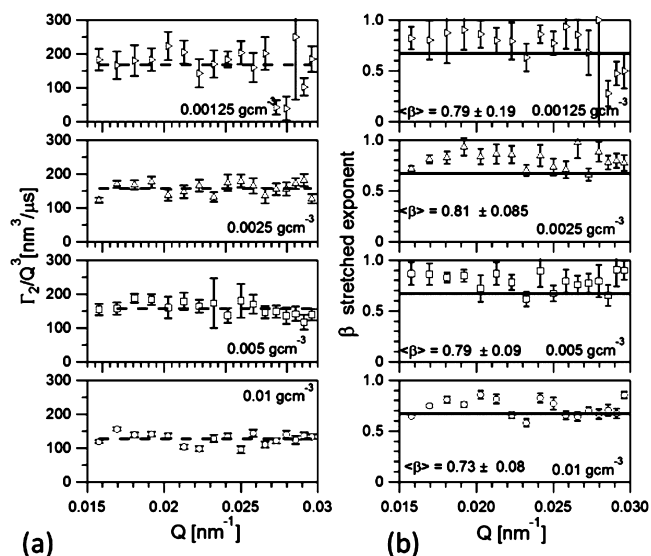 300
200
100
0
0.00125 gcm-3
300
200
100
0
0.0025 gcm-3
300
200
100
0
0.005 gcm-3
300
200
100
0
0.01 gcm-3
0.015 0.02 0.025 0.03
Q [nm-1]
Γ2/Q3 [nm3/μs]
(a)
1.0
0.5
0.0
<β> = 0.79 ± 0.19 0.00125 gcm-3
1.0
0.5
0.0
<β> = 0.81 ± 0.085
0.0025 gcm-3
1.0
0.5
0.0
<β> = 0.79 ± 0.09 0.005 gcm-3
1.0
0.5
0.0
<β> = 0.73 ± 0.08 0.01 gcm-3
0.015 0.020 0.025 0.030
Q [nm-1]
β stretched exponent
(b)